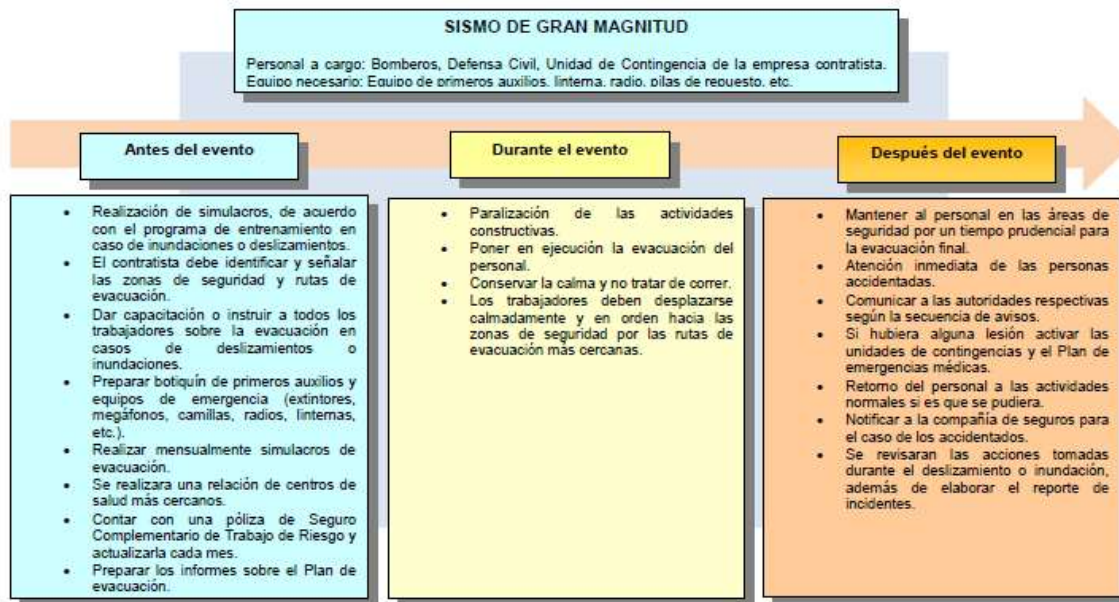 SISMO DE GRAN MAGNITUD
Personal a cargo: Bomberos, Defensa Civil, Unidad de Contingencia de la empresa contratista.
Equipo necesario: Equipo de primeros auxilios, linterna, radio, pilas de repuesto, etc.
Antes del evento
• Realización de simulacros, de acuerdo
con el programa de entrenamiento en
caso de inundaciones o deslizamientos.
• El contratista debe identificar y señalar
las zonas de seguridad y rutas de
evacuación.
• Dar capacitación o instruir a todos los
trabajadores sobre la evacuación en
casos de deslizamientos o
inundaciones.
• Preparar botiquín de primeros auxilios y
equipos de emergencia (extintores,
megáfonos, camillas, radios, linternas,
etc.).
• Realizar mensualmente simulacros de
evacuación.
• Se realizara una relación de centros de
salud más cercanos.
• Contar con una póliza de Seguro
Complementario de Trabajo de Riesgo y
actualizarla cada mes.
• Preparar los informes sobre el Plan de
evacuación.
Durante el evento
• Paralización de las actividades
constructivas.
• Poner en ejecución la evacuación del
personal.
• Conservar la calma y no tratar de correr.
• Los trabajadores deben desplazarse
calmadamente y en orden hacia las
zonas de seguridad por las rutas de
evacuación más cercanas.
Después del evento
• Mantener al personal en las áreas de
seguridad por un tiempo prudencial para
la evacuación final.
• Atención inmediata de las personas
accidentadas.
• Comunicar a las autoridades respectivas
según la secuencia de avisos.
• Si hubiera alguna lesión activar las
unidades de contingencias y el Plan de
emergencias médicas.
• Retorno del personal a las actividades
normales si es que se pudiera.
• Notificar a la compañía de seguros para
el caso de los accidentados.
• Se revisaran las acciones tomadas
durante el deslizamiento o inundación,
además de elaborar el reporte de
incidentes.